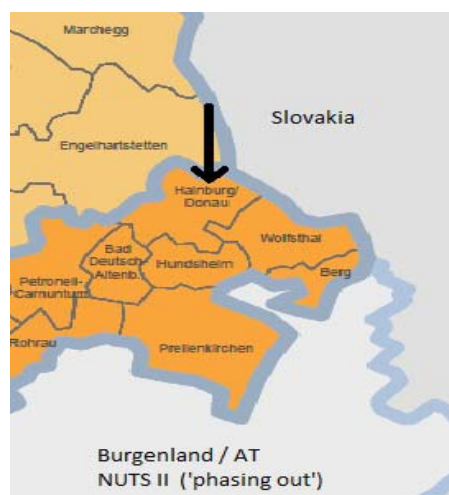 Marchegg
Slovakia
Engelhartstetten
Hainburg/
Donau
Wolfsthal
Bad
Deutsch-
Altenb.
Hundsheim
Berg
Petronell-
Carnuntum
Rohrau
Prellenkirchen
Burgenland / AT
NUTS II ('phasing out')